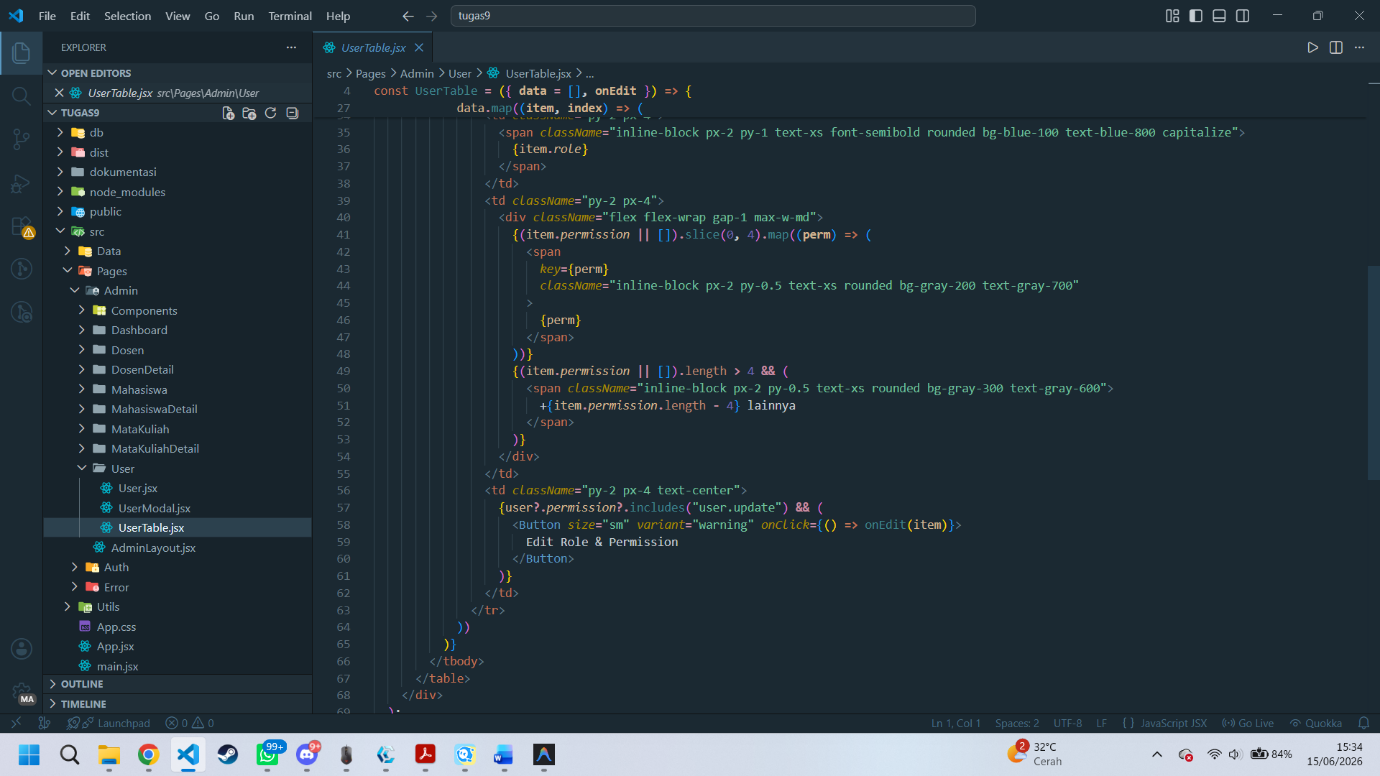 File Edit Selection View Go Run Terminal Help
tugas9
EXPLORER
OPEN EDITORS
UserTable.jsx src\Pages\Admin\User
TUGAS9
db
dist
dokumentasi
node_modules
public
src
Data
Pages
Admin
Components
Dashboard
Dosen
DosenDetail
Mahasiswa
MahasiswaDetail
MataKuliah
MataKuliahDetail
User
User.jsx
UserModal.jsx
UserTable.jsx
AdminLayout.jsx
Auth
Error
Utils
App.css
App.jsx
main.jsx
OUTLINE
TIMELINE
UserTable.jsx
src > Pages > Admin > User > UserTable.jsx > ...
4 const UserTable = ({ data = [], onEdit }) => {
27 data.map((item, index) => (
35 <span className="inline-block px-2 py-1 text-xs font-semibold rounded bg-blue-100 text-blue-800 capitalize">
36 {item.role}
37 </span>
38 </td>
39 <td className="py-2 px-4">
40 <div className="flex flex-wrap gap-1 max-w-md">
41 {(item.permission || []).slice(0, 4).map((perm) => (
42 <span
43 key={perm}
44 className="inline-block px-2 py-0.5 text-xs rounded bg-gray-200 text-gray-700"
45 >
46 {perm}
47 </span>
48 ))}
49 {(item.permission || []).length > 4 && (
50 <span className="inline-block px-2 py-0.5 text-xs rounded bg-gray-300 text-gray-600">
51 +{item.permission.length - 4} lainnya
52 </span>
53 )}
54 </div>
55 </td>
56 <td className="py-2 px-4 text-center">
57 {user?.permission?.includes("user.update") && (
58 <Button size="sm" variant="warning" onClick={() => onEdit(item)}>
59 Edit Role & Permission
60 </Button>
61 )}
62 </td>
63 </tr>
64 ))
65 )}
66 </tbody>
67 </table>
68 </div>
69 );
MA
Launchpad 0 0
Ln 1, Col 1 Spaces: 2 UTF-8 LF { } JavaScript JSX Go Live Quokka
99+
9+
2
32°C
Cerah
84%
15:34
15/06/2026